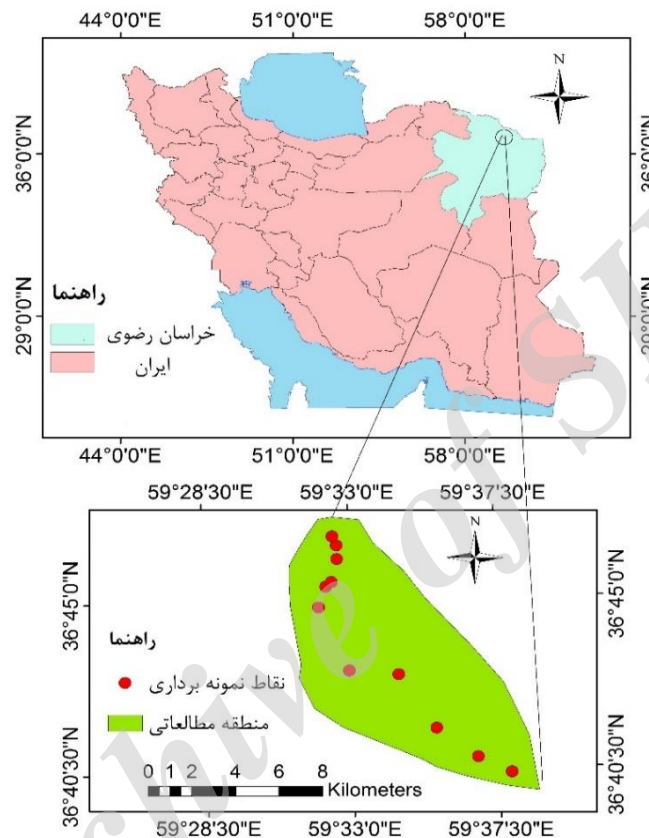 44°0'0"E 51°0'0"E 58°0'0"E
N
36°0'0"N 36°0'0"N
29°0'0"N 29°0'0"N
راهنما
خراسان رضوی
ایران
44°0'0"E 51°0'0"E 58°0'0"E
59°28'30"E 59°33'0"E 59°37'30"E
N
36°45'0"N 36°45'0"N
راهنما
نقاط نمونه برداری
منطقه مطالعاتی
36°40'30"N 36°40'30"N
0 1 2 4 6 8
Kilometers
59°28'30"E 59°33'0"E 59°37'30"E
chive of